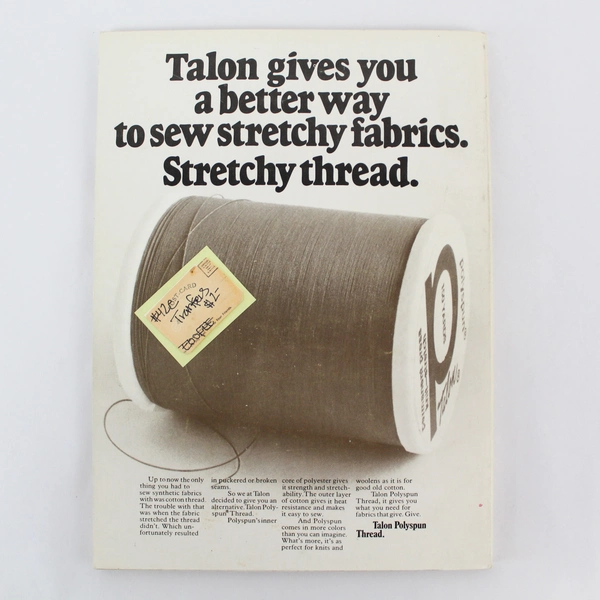 Talon gives you
a better way
to sew stretchy fabrics.
Stretchy thread.
#428
Transfers
$2-
Up to now the only
thing you had to
sew synthetic fabrics
with was cotton thread.
The trouble with that
was when the fabric
stretched the thread
didn't. Which un-
fortunately resulted
in puckered or broken
seams.
So we at Talon
decided to give you an
alternative. Talon Poly-
spun® Thread.
Polyspun's inner
core of polyester gives
it strength and stretch-
ability. The outer layer
of cotton gives it heat
resistance and makes
it easy to sew.
And Polyspun
comes in more colors
than you can imagine.
What's more, it's as
perfect for knits and
woolens as it is for
good old cotton.
Talon Polyspun
Thread, it gives you
what you need for
fabrics that give. Give.
Talon Polyspun
Thread.